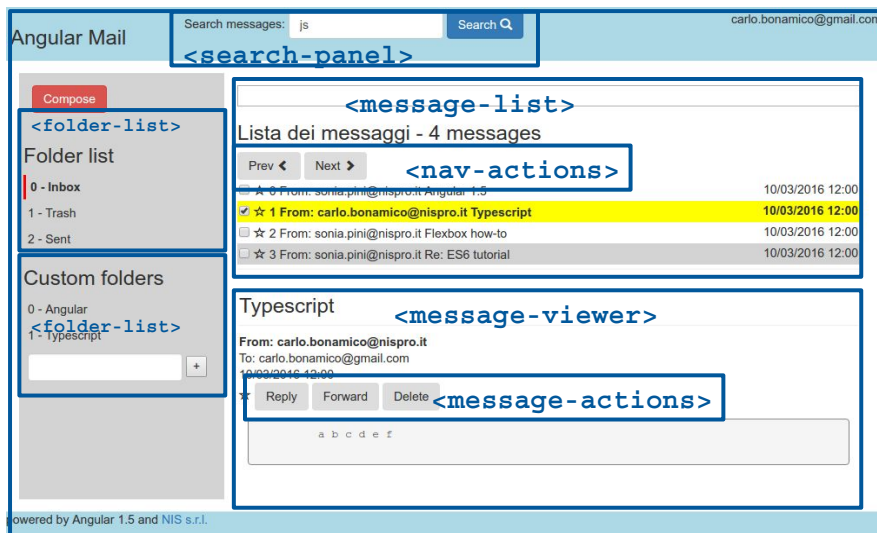 Angular Mail
Search messages: js Search
carlo.bonamico@gmail.com
<search-panel>
Compose
<folder-list>
Folder list
0 - Inbox
1 - Trash
2 - Sent
Custom folders
0 - Angular
<folder-list>
1 - Typescript
+
<message-list>
Lista dei messaggi - 4 messages
Prev Next
<nav-actions>
0 From: sonia.pini@nispro.it Angular 1.5 10/03/2016 12:00
1 From: carlo.bonamico@nispro.it Typescript 10/03/2016 12:00
2 From: sonia.pini@nispro.it Flexbox how-to 10/03/2016 12:00
3 From: sonia.pini@nispro.it Re: ES6 tutorial 10/03/2016 12:00
Typescript
<message-viewer>
From: carlo.bonamico@nispro.it
To: carlo.bonamico@gmail.com
10/03/2016 12:00
Reply Forward Delete
<message-actions>
a b c d e f
powered by Angular 1.5 and NIS s.r.l.